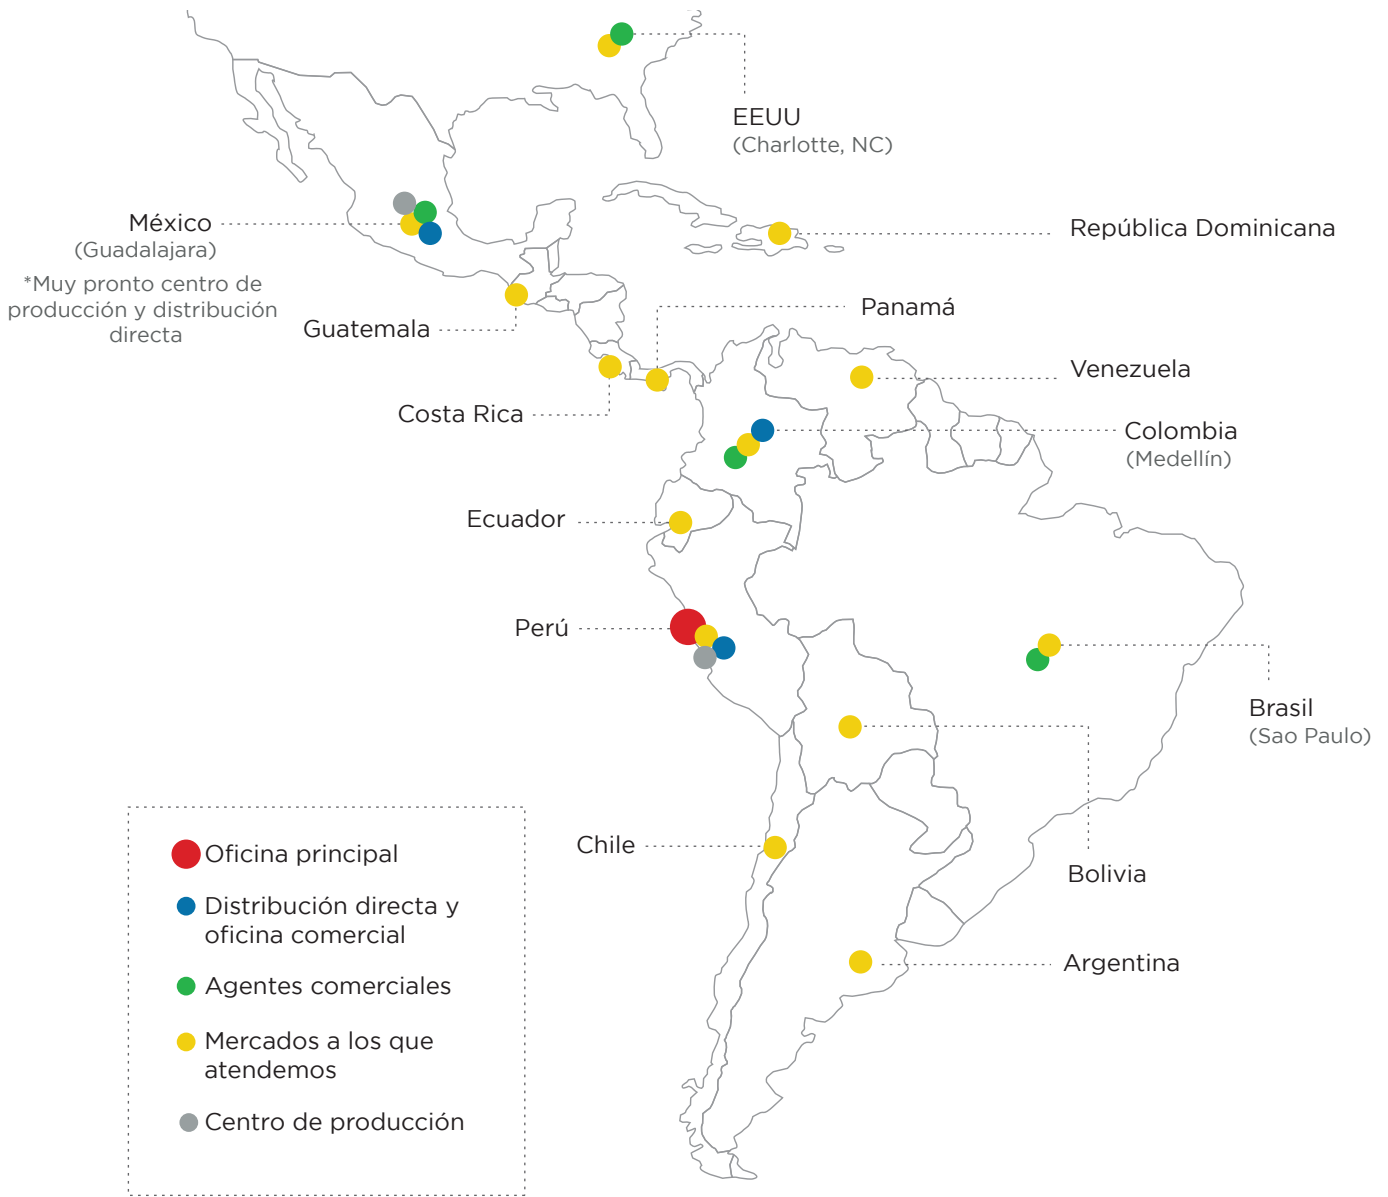 EEUU
(Charlotte, NC)
México
(Guadalajara)
*Muy pronto centro de
producción y distribución
directa
República Dominicana
Guatemala
Panamá
Costa Rica
Venezuela
Colombia
(Medellín)
Ecuador
Perú
Brasil
(Sao Paulo)
Chile
Bolivia
Argentina
Oficina principal
Distribución directa y
oficina comercial
Agentes comerciales
Mercados a los que
atendemos
Centro de producción